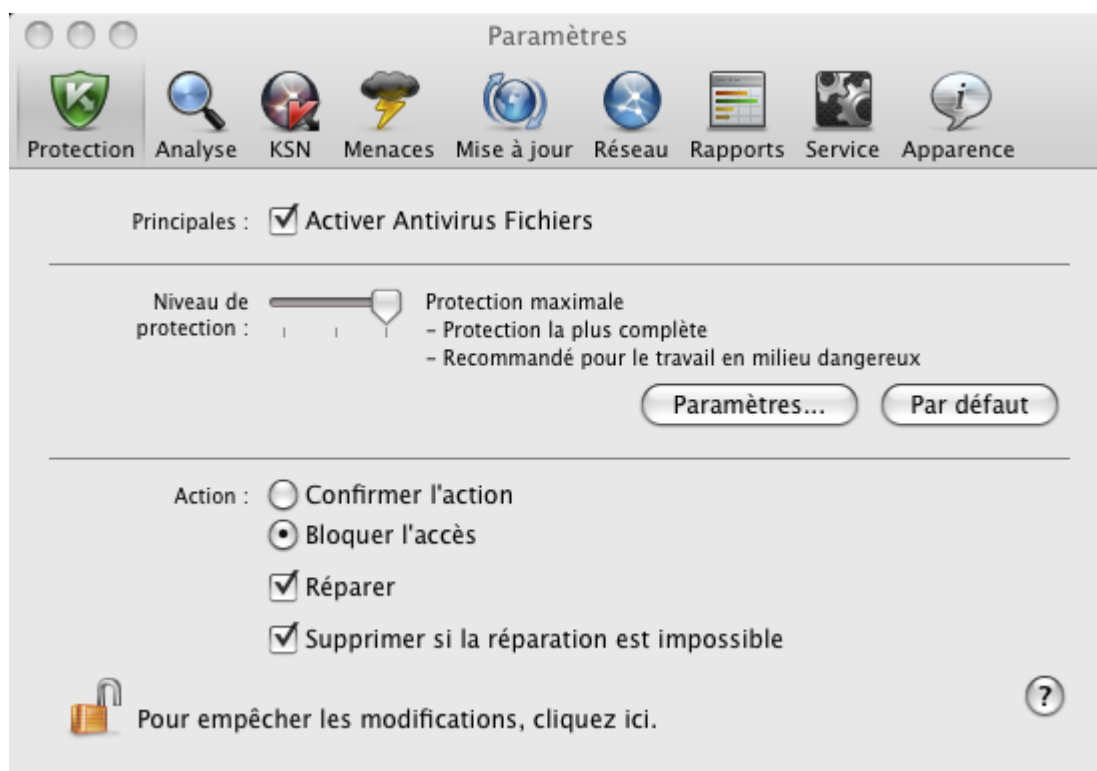 Paramètres
Protection Analyse KSN Menaces Mise à jour Réseau Rapports Service Apparence
Principales : Activer Antivirus Fichiers
Niveau de protection :
Protection maximale
– Protection la plus complète
– Recommandé pour le travail en milieu dangereux
Paramètres... Par défaut
Action : Confirmer l'action
Bloquer l'accès
Réparer
Supprimer si la réparation est impossible
Pour empêcher les modifications, cliquez ici. ?